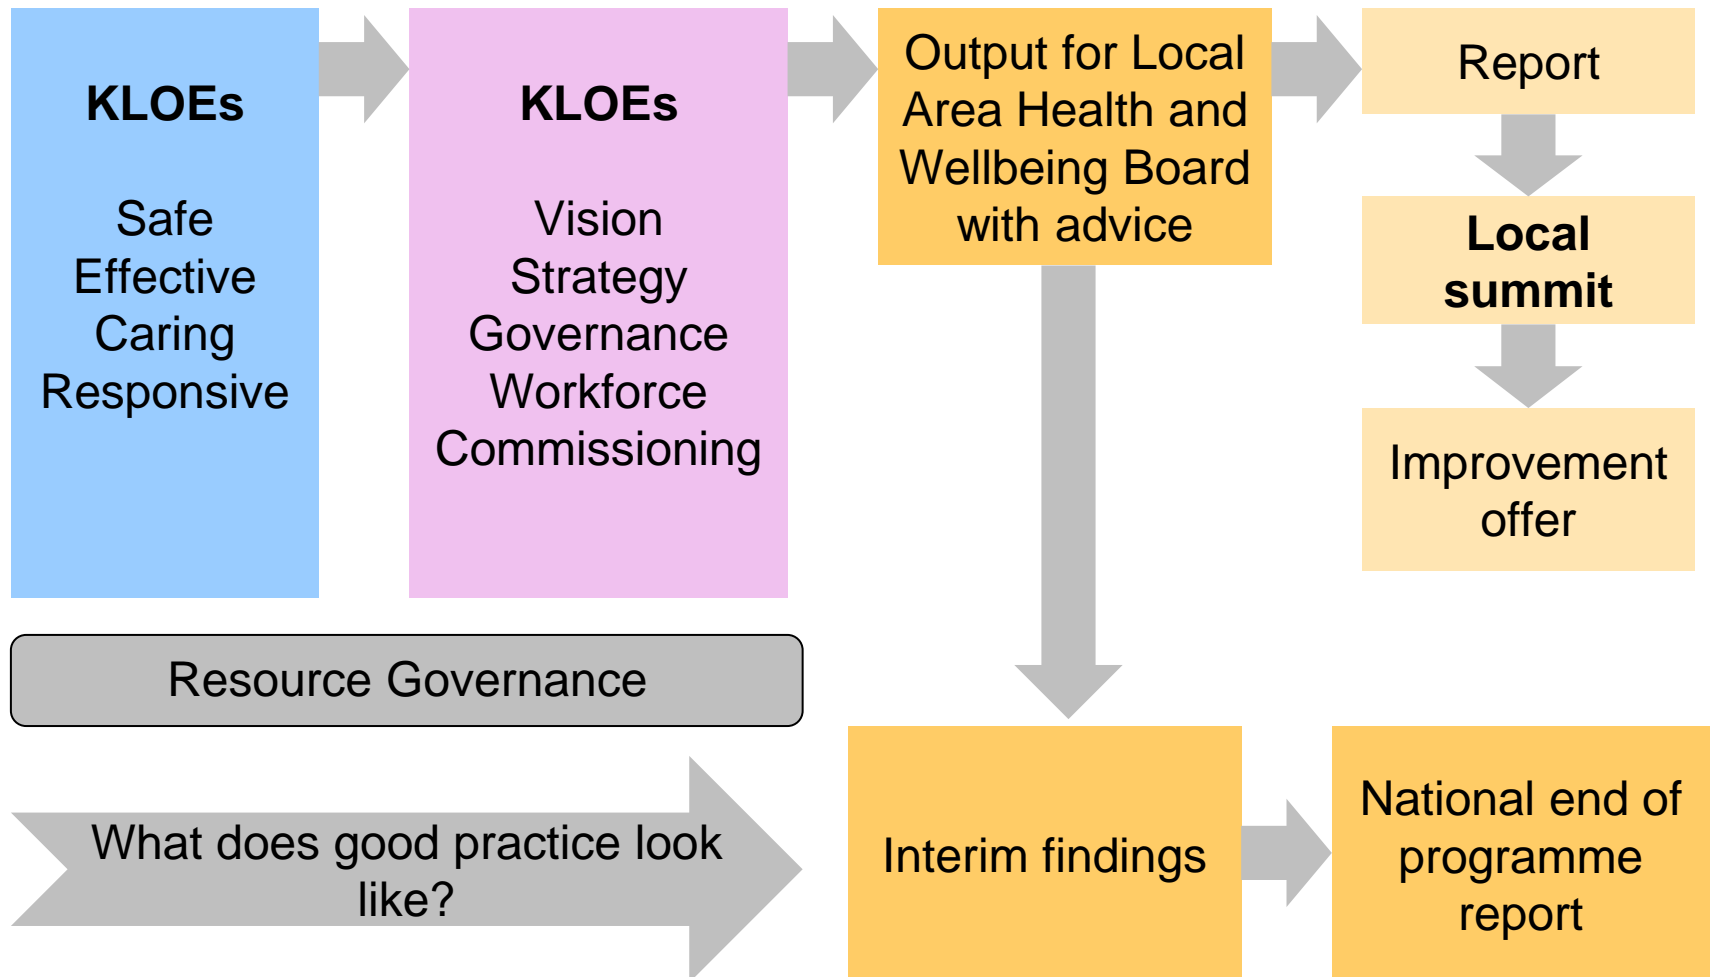 KLOEs
Safe
Effective
Caring
Responsive
KLOEs
Vision
Strategy
Governance
Workforce
Commissioning
Output for Local
Area Health and
Wellbeing Board
with advice
Report
Local
summit
Improvement
offer
Resource Governance
What does good practice look
like?
Interim findings
National end of
programme
report